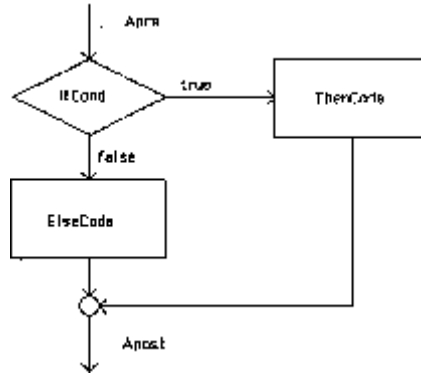 Apre
IfCond
true
ThenCode
false
ElseCode
Apost